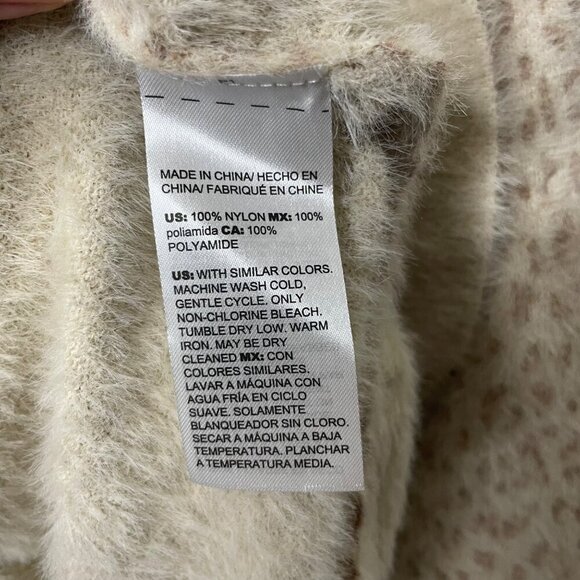 MADE IN CHINA/ HECHO EN
CHINA/ FABRIQUÉ EN CHINE
US: 100% NYLON MX: 100%
poliamida CA: 100%
POLYAMIDE
US: WITH SIMILAR COLORS.
MACHINE WASH COLD,
GENTLE CYCLE. ONLY
NON-CHLORINE BLEACH.
TUMBLE DRY LOW. WARM
IRON. MAY BE DRY
CLEANED MX: CON
COLORES SIMILARES.
LAVAR A MÁQUINA CON
AGUA FRÍA EN CICLO
SUAVE. SOLAMENTE
BLANQUEADOR SIN CLORO.
SECAR A MÁQUINA A BAJA
TEMPERATURA. PLANCHAR
A TEMPERATURA MEDIA.